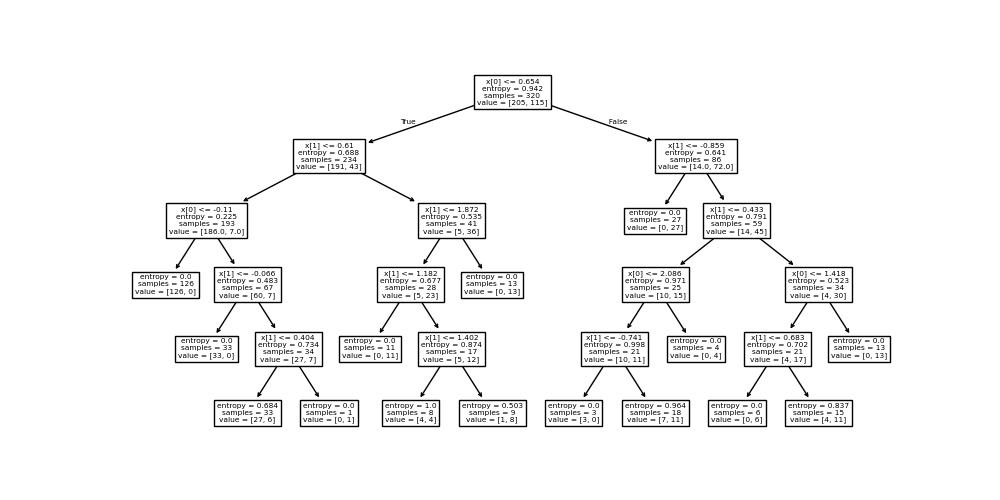 x[0] <= 0.654
entropy = 0.942
samples = 320
value = [205, 115]
True
False
x[1] <= 0.61
entropy = 0.688
samples = 234
value = [191, 43]
x[1] <= -0.859
entropy = 0.641
samples = 86
value = [14.0, 72.0]
x[0] <= -0.11
entropy = 0.225
samples = 193
value = [186.0, 7.0]
x[1] <= 1.872
entropy = 0.535
samples = 41
value = [5, 36]
entropy = 0.0
samples = 27
value = [0, 27]
x[1] <= 0.433
entropy = 0.791
samples = 59
value = [14, 45]
entropy = 0.0
samples = 126
value = [126, 0]
x[1] <= -0.066
entropy = 0.483
samples = 67
value = [60, 7]
x[1] <= 1.182
entropy = 0.677
samples = 28
value = [5, 23]
entropy = 0.0
samples = 13
value = [0, 13]
x[0] <= 2.086
entropy = 0.971
samples = 25
value = [10, 15]
x[0] <= 1.418
entropy = 0.523
samples = 34
value = [4, 30]
entropy = 0.0
samples = 33
value = [33, 0]
x[1] <= 0.404
entropy = 0.734
samples = 34
value = [27, 7]
entropy = 0.0
samples = 11
value = [0, 11]
x[1] <= 1.402
entropy = 0.874
samples = 17
value = [5, 12]
x[1] <= -0.741
entropy = 0.998
samples = 21
value = [10, 11]
entropy = 0.0
samples = 4
value = [0, 4]
x[1] <= 0.683
entropy = 0.702
samples = 21
value = [4, 17]
entropy = 0.0
samples = 13
value = [0, 13]
entropy = 0.684
samples = 33
value = [27, 6]
entropy = 0.0
samples = 1
value = [0, 1]
entropy = 1.0
samples = 8
value = [4, 4]
entropy = 0.503
samples = 9
value = [1, 8]
entropy = 0.0
samples = 3
value = [3, 0]
entropy = 0.964
samples = 18
value = [7, 11]
entropy = 0.0
samples = 6
value = [0, 6]
entropy = 0.837
samples = 15
value = [4, 11]